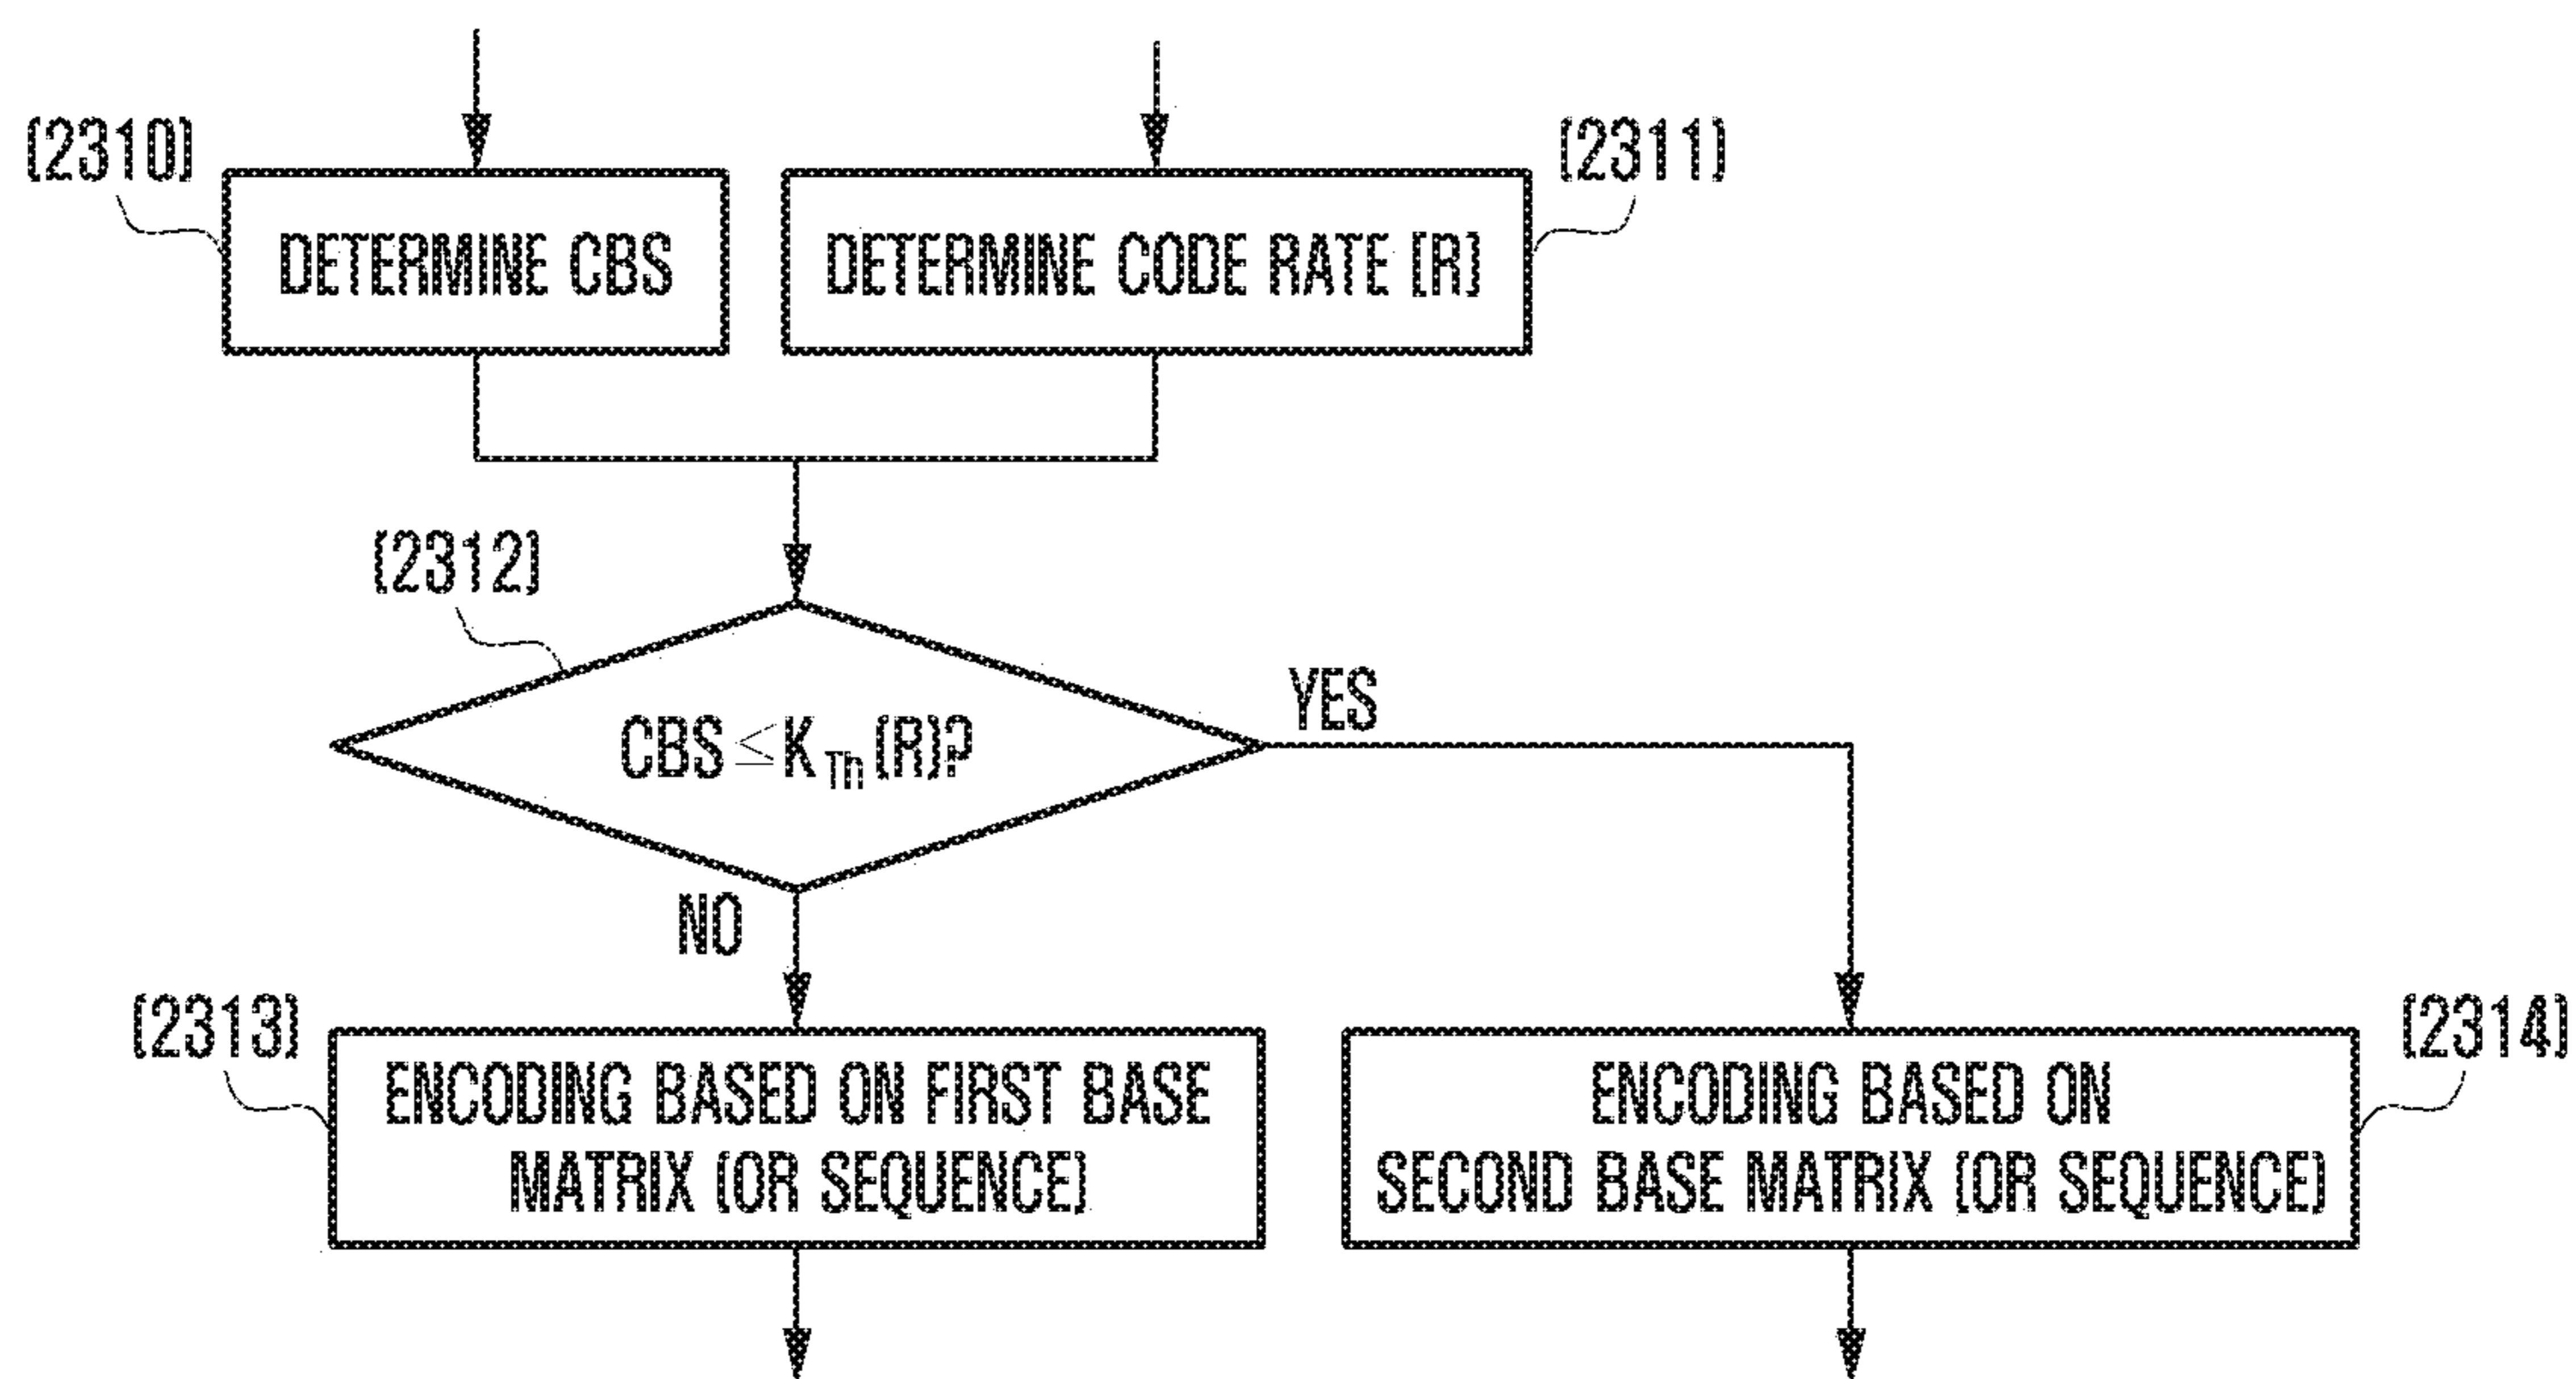 (2310)
(2311)
DETERMINE CBS
DETERMINE CODE RATE (R)
(2312)
CBS ≤ K Th (R)?
YES
NO
(2313)
(2314)
ENCODING BASED ON FIRST BASE
MATRIX (OR SEQUENCE)
ENCODING BASED ON
SECOND BASE MATRIX (OR SEQUENCE)